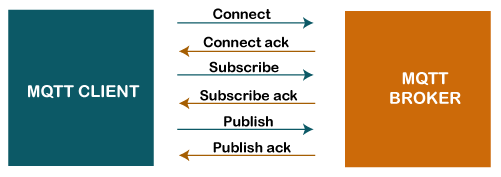 MQTT CLIENT
Connect
Connect ack
Subscribe
Subscribe ack
Publish
Publish ack
MQTT
BROKER